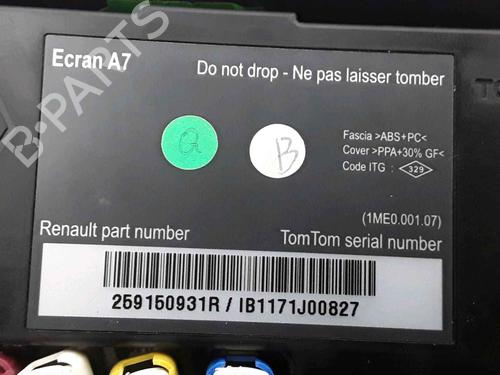 Ecran A7
Do not drop - Ne pas laisser tomber
B-PARTS
a
B
Fascia >ABS+PC<
Cover >PPA+30% GF<
Code ITG : 329
(1ME0.001.07)
Renault part number
TomTom serial number
259150931R / IB1171J00827